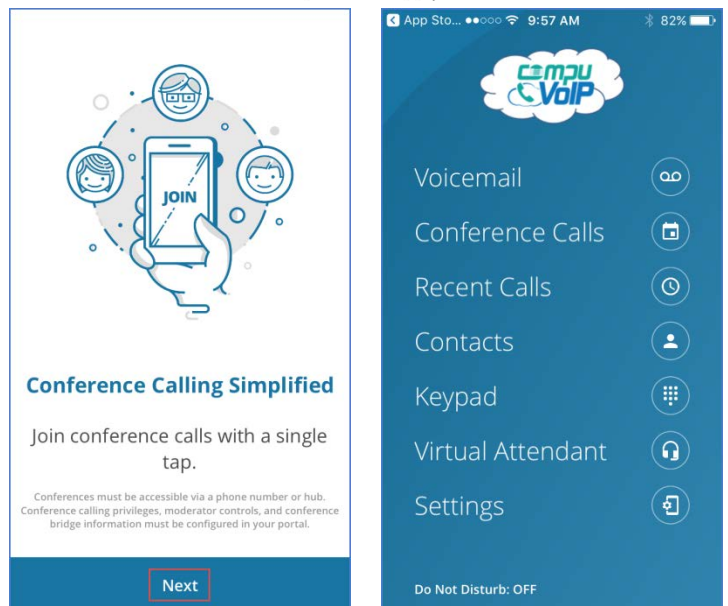 JOIN
Conference Calling Simplified
Join conference calls with a single
tap.
Conferences must be accessible via a phone number or hub.
Conference calling privileges, moderator controls, and conference
bridge information must be configured in your portal.
Next
App Sto... 9:57 AM 82%
COMPU
VoIP
Voicemail
Conference Calls
Recent Calls
Contacts
Keypad
Virtual Attendant
Settings
Do Not Disturb: OFF